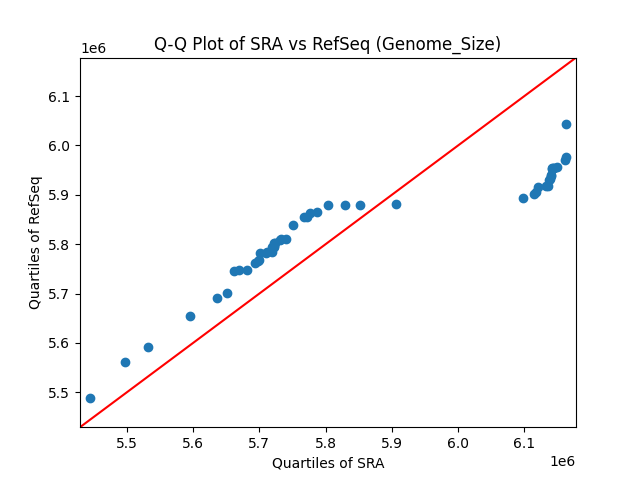 Q-Q Plot of SRA vs RefSeq (Genome_Size)
1e6
6.1
6.0
5.9
5.8
5.7
5.6
5.5
Quartiles of RefSeq
5.5 5.6 5.7 5.8 5.9 6.0 6.1
1e6
Quartiles of SRA